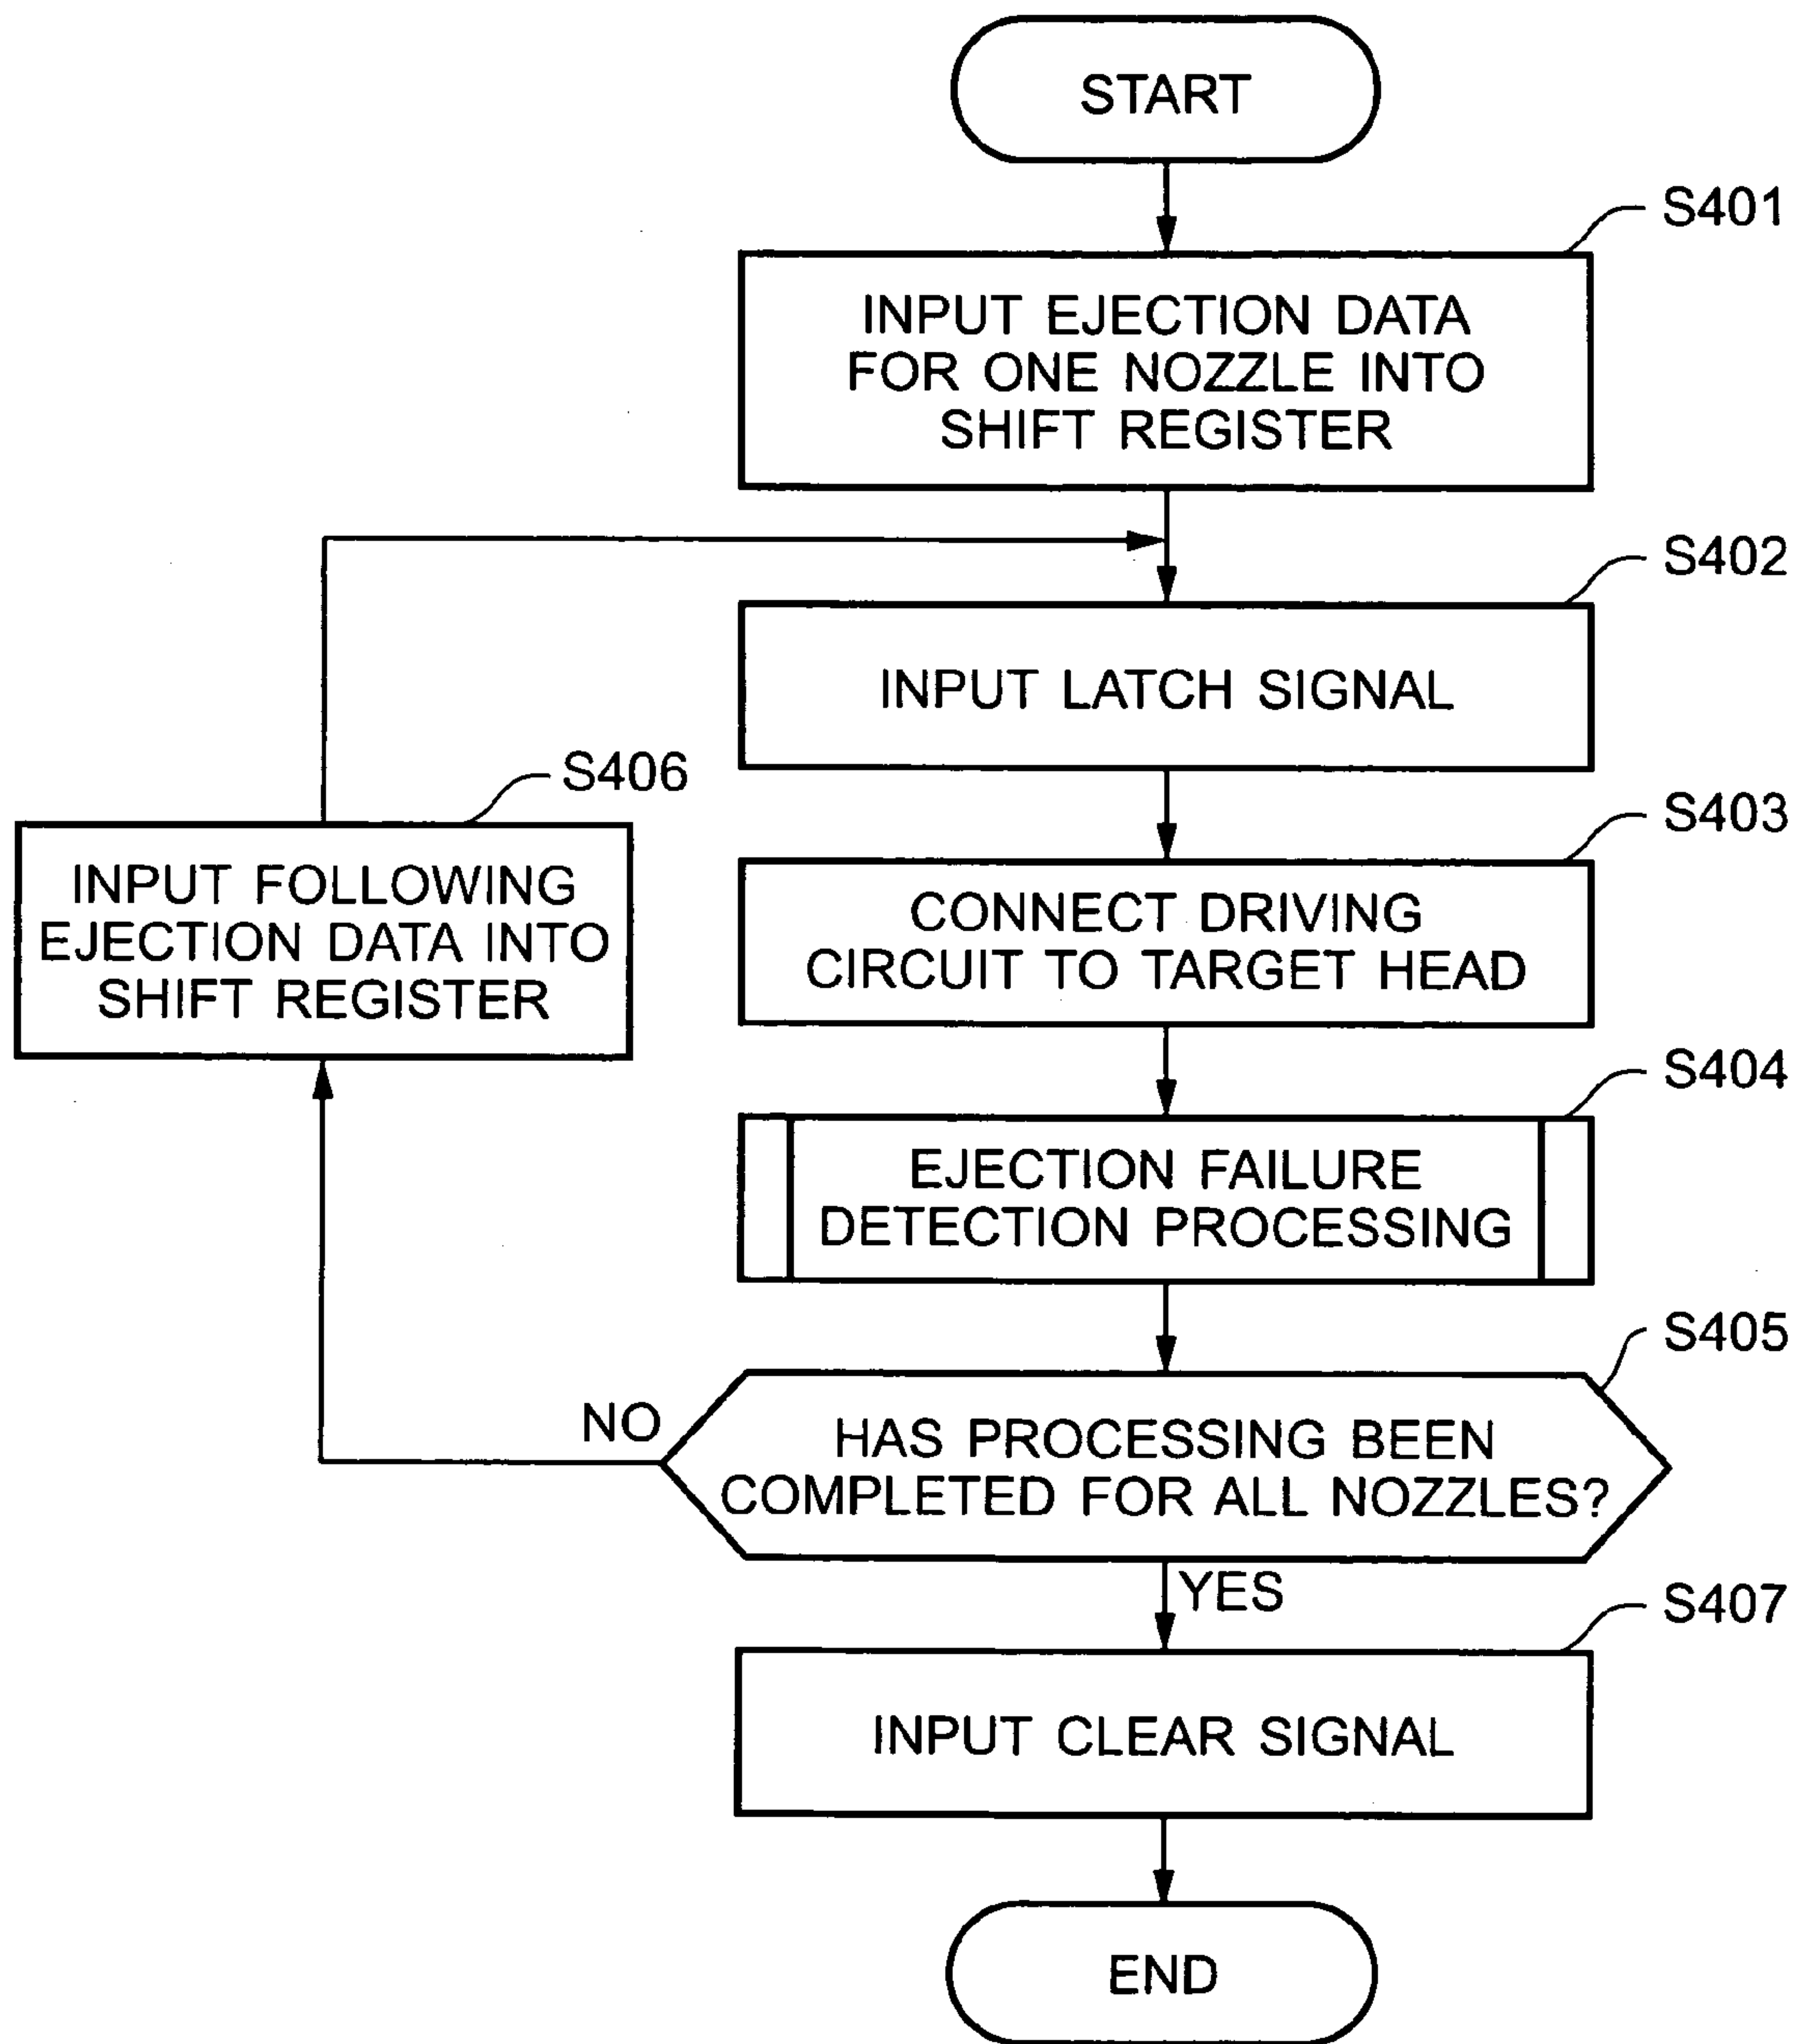 START
S401
INPUT EJECTION DATA
FOR ONE NOZZLE INTO
SHIFT REGISTER
S402
INPUT LATCH SIGNAL
S406
INPUT FOLLOWING
EJECTION DATA INTO
SHIFT REGISTER
S403
CONNECT DRIVING
CIRCUIT TO TARGET HEAD
S404
EJECTION FAILURE
DETECTION PROCESSING
S405
NO
HAS PROCESSING BEEN
COMPLETED FOR ALL NOZZLES?
YES
S407
INPUT CLEAR SIGNAL
END